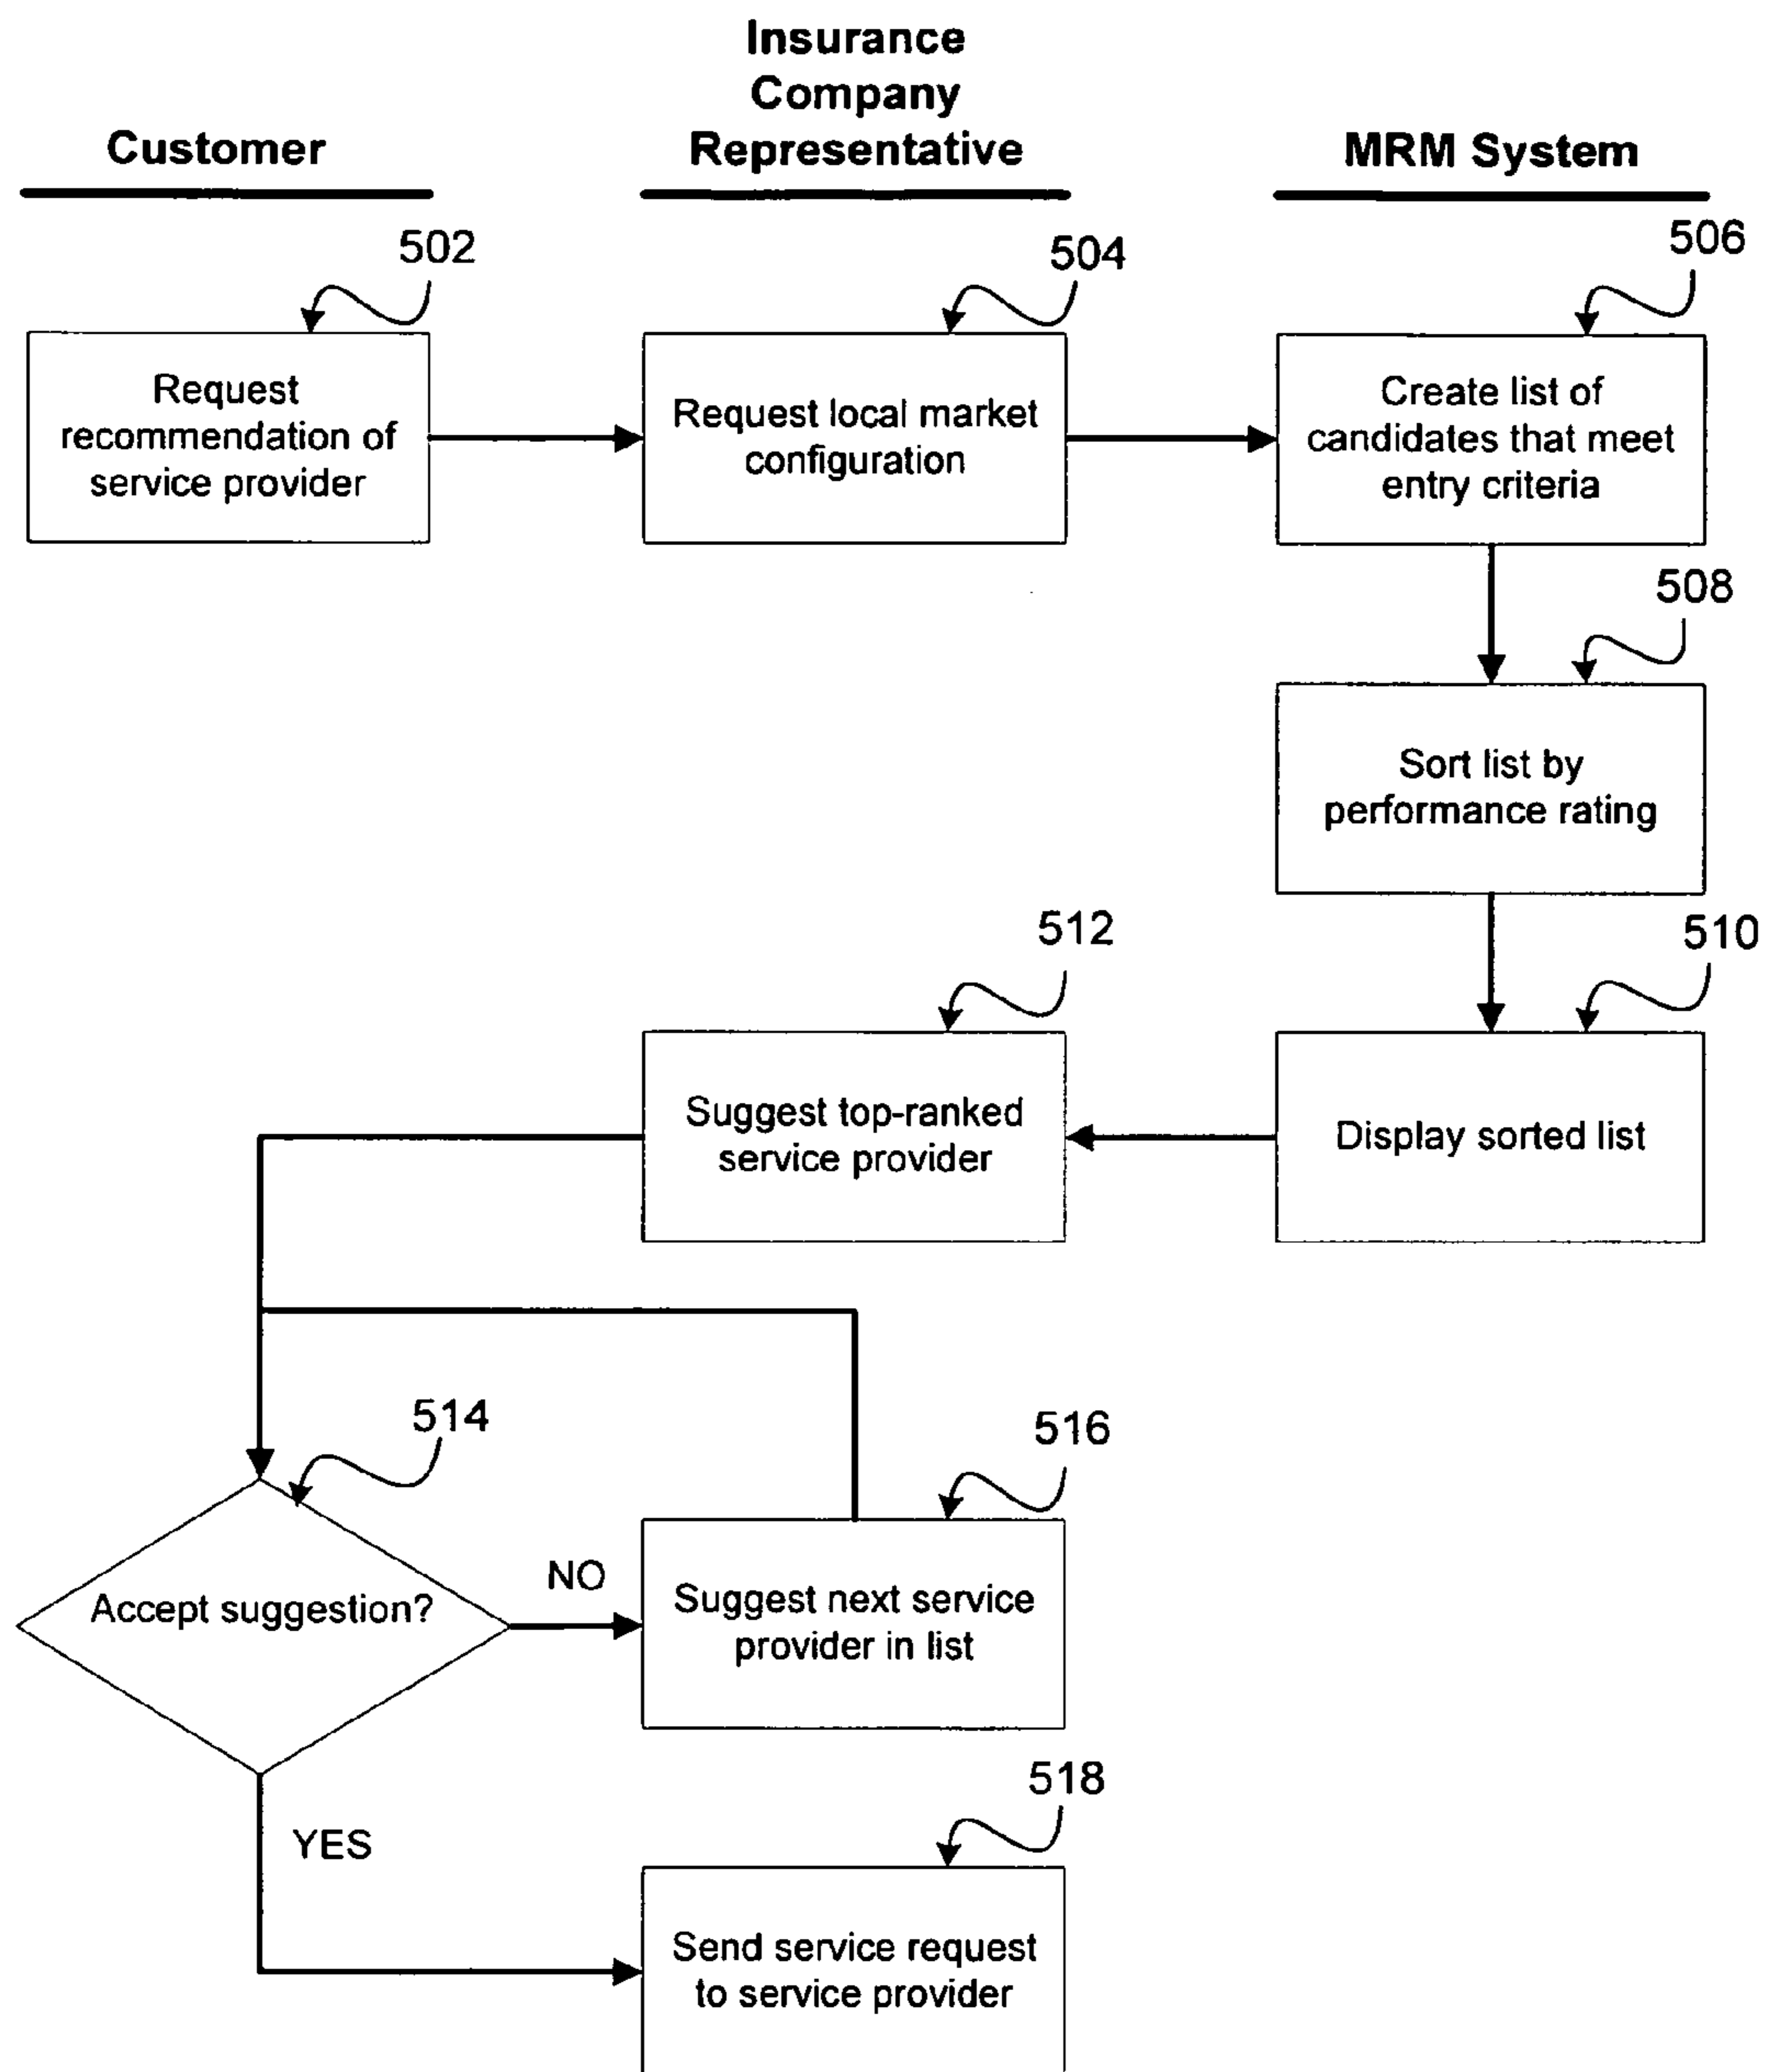 Insurance
Company
Customer
Representative
MRM System
502
504
506
Request
recommendation of
service provider
Request local market
configuration
Create list of
candidates that meet
entry criteria
508
Sort list by
performance rating
512
510
Suggest top-ranked
service provider
Display sorted list
514
516
Accept suggestion?
NO
Suggest next service
provider in list
518
YES
Send service request
to service provider